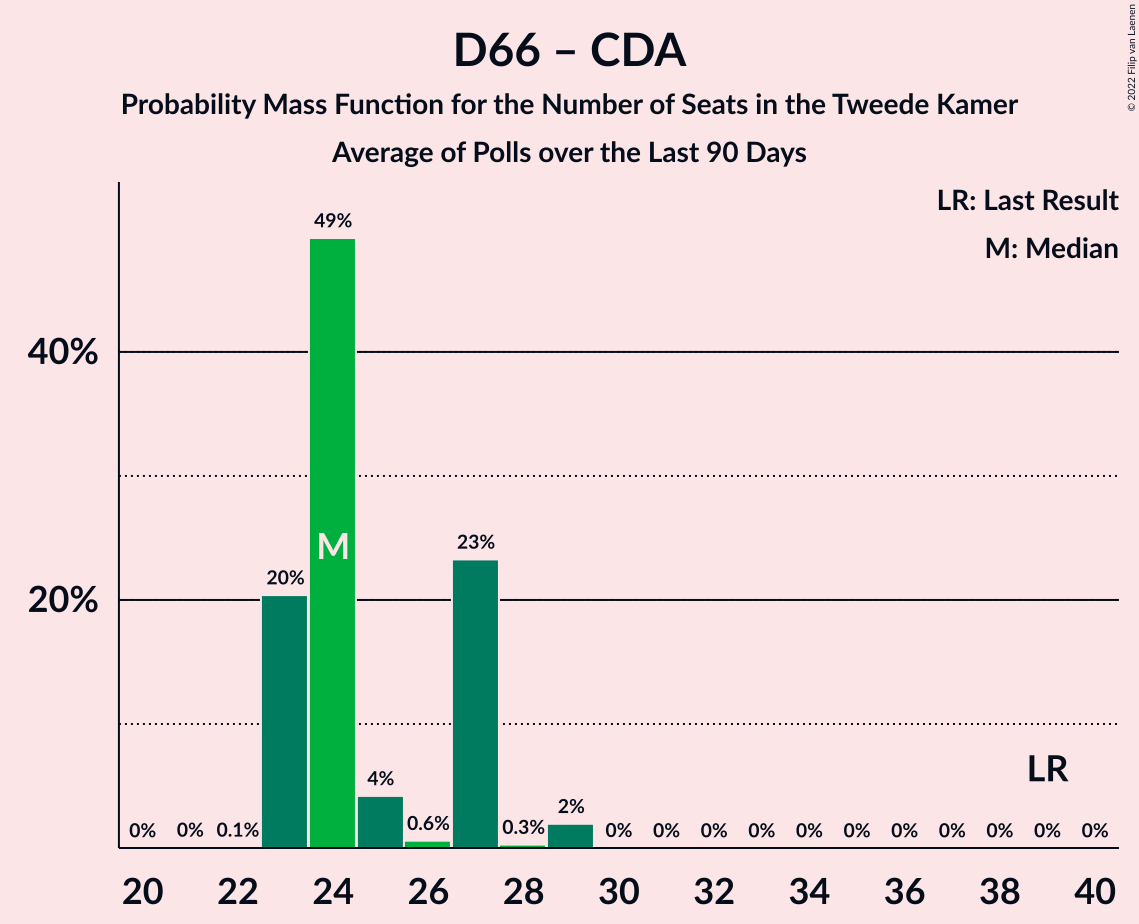 D66 – CDA
Probability Mass Function for the Number of Seats in the Tweede Kamer
Average of Polls over the Last 90 Days
© 2022 Filip van Laenen
LR: Last Result
M: Median
49%
40%
M
23%
20%
20%
LR
4%
2%
0% 0% 0.1% 0.6% 0.3% 0% 0% 0% 0% 0% 0% 0% 0% 0% 0% 0%
20 22 24 26 28 30 32 34 36 38 40